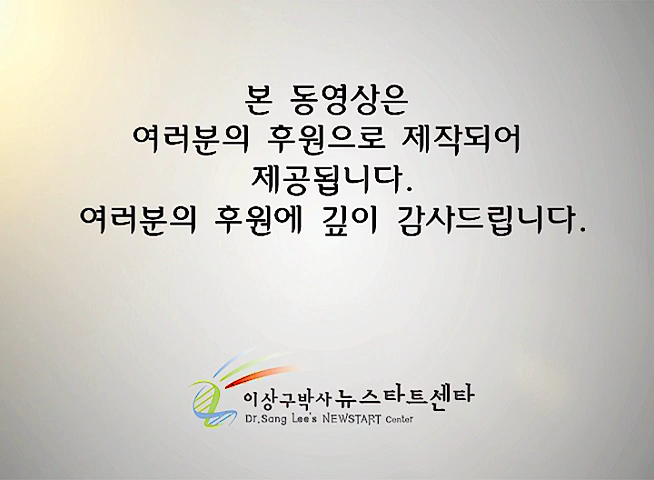 본 동영상은
여러분의 후원으로 제작되어
제공됩니다.
여러분의 후원에 깊이 감사드립니다.
이상구박사 뉴스타트센타
Dr.Sang Lee's NEWSTART Center